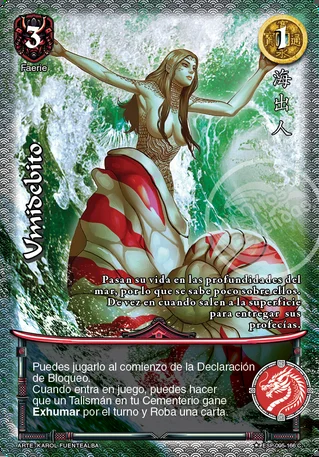 3
1
Faerie
海出人
Vmidebito
Pasan su vida en las profundidades del
mar, por lo que se sabe poco sobre ellos.
De vez en cuando salen a la superficie
para entregar sus
profecías.
Puedes jugarlo al comienzo de la Declaración
de Bloqueo.
Cuando entra en juego, puedes hacer
que un Talismán en tu Cementerio gane
Exhumar por el turno y Roba una carta.
ARTE: KAROL FUENTEALBA